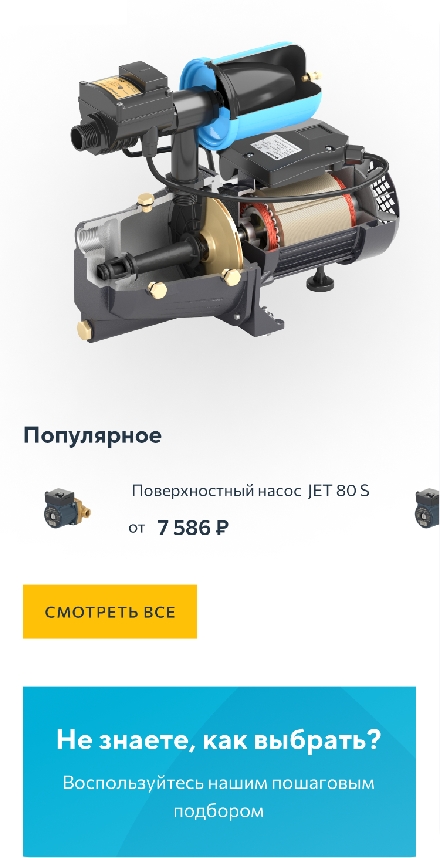 Популярное
Поверхностный насос JET 80 S
от 7 586 ₽
СМОТРЕТЬ ВСЕ
Не знаете, как выбрать?
Воспользуйтесь нашим пошаговым
подбором